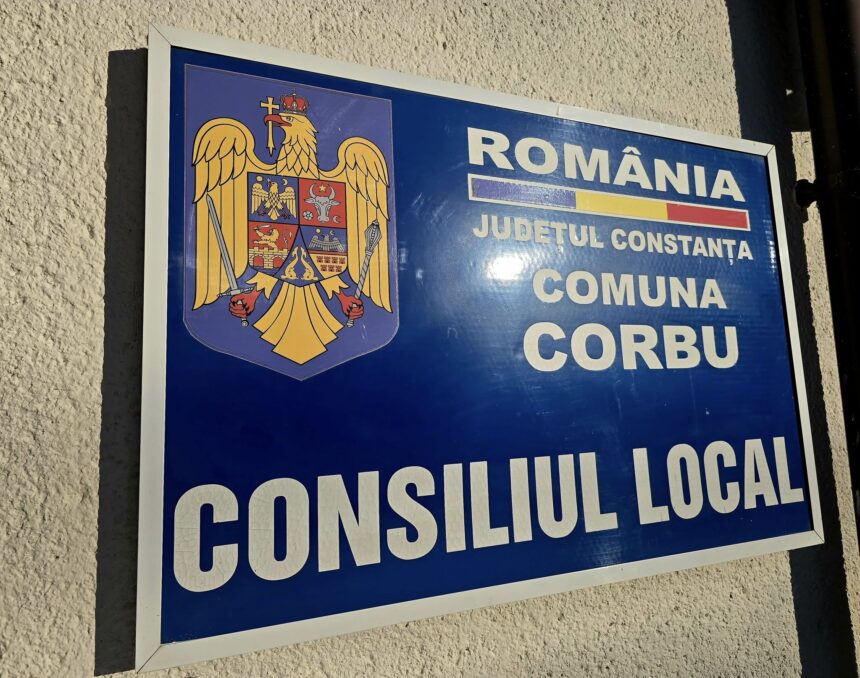 ROMÂNIA
JUDEȚUL CONSTANȚA
COMUNA
CORBU
CONSILIUL LOCAL